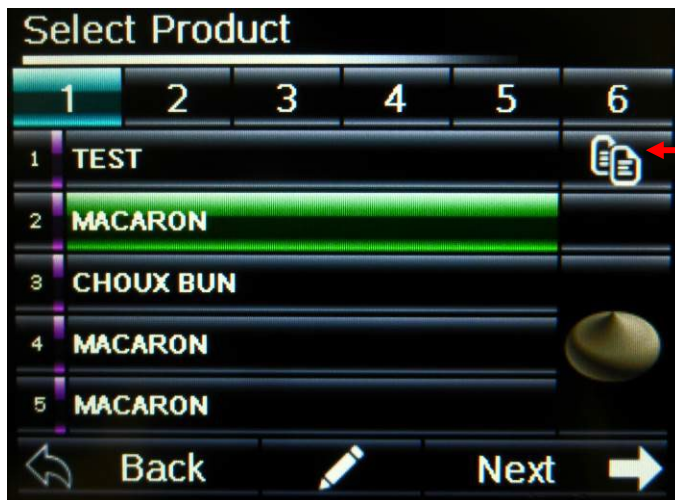 Select Product
1 2 3 4 5 6
1 TEST
2 MACARON
3 CHOUX BUN
4 MACARON
5 MACARON
Back Next